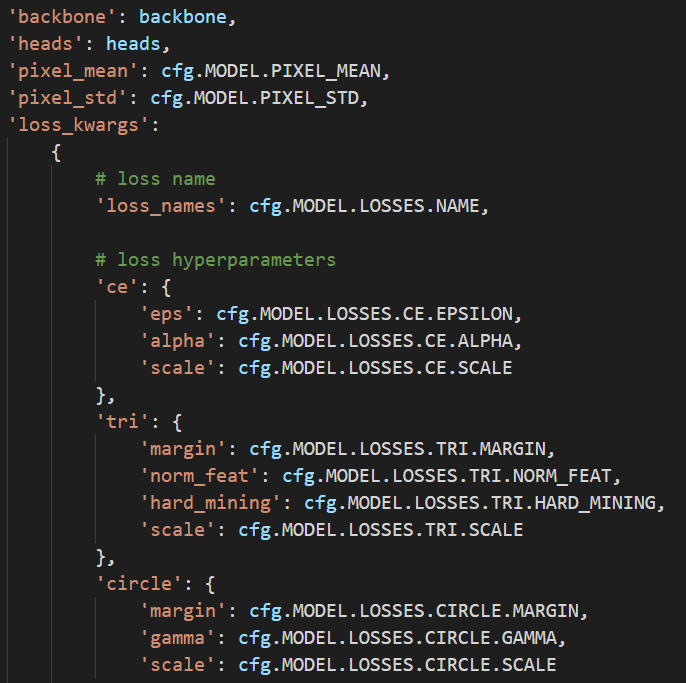 'backbone': backbone,
'heads': heads,
'pixel_mean': cfg.MODEL.PIXEL_MEAN,
'pixel_std': cfg.MODEL.PIXEL_STD,
'loss_kwargs':
    {
        # loss name
        'loss_names': cfg.MODEL.LOSSES.NAME,

        # loss hyperparameters
        'ce': {
            'eps': cfg.MODEL.LOSSES.CE.EPSILON,
            'alpha': cfg.MODEL.LOSSES.CE.ALPHA,
            'scale': cfg.MODEL.LOSSES.CE.SCALE
        },
        'tri': {
            'margin': cfg.MODEL.LOSSES.TRI.MARGIN,
            'norm_feat': cfg.MODEL.LOSSES.TRI.NORM_FEAT,
            'hard_mining': cfg.MODEL.LOSSES.TRI.HARD_MINING,
            'scale': cfg.MODEL.LOSSES.TRI.SCALE
        },
        'circle': {
            'margin': cfg.MODEL.LOSSES.CIRCLE.MARGIN,
            'gamma': cfg.MODEL.LOSSES.CIRCLE.GAMMA,
            'scale': cfg.MODEL.LOSSES.CIRCLE.SCALE